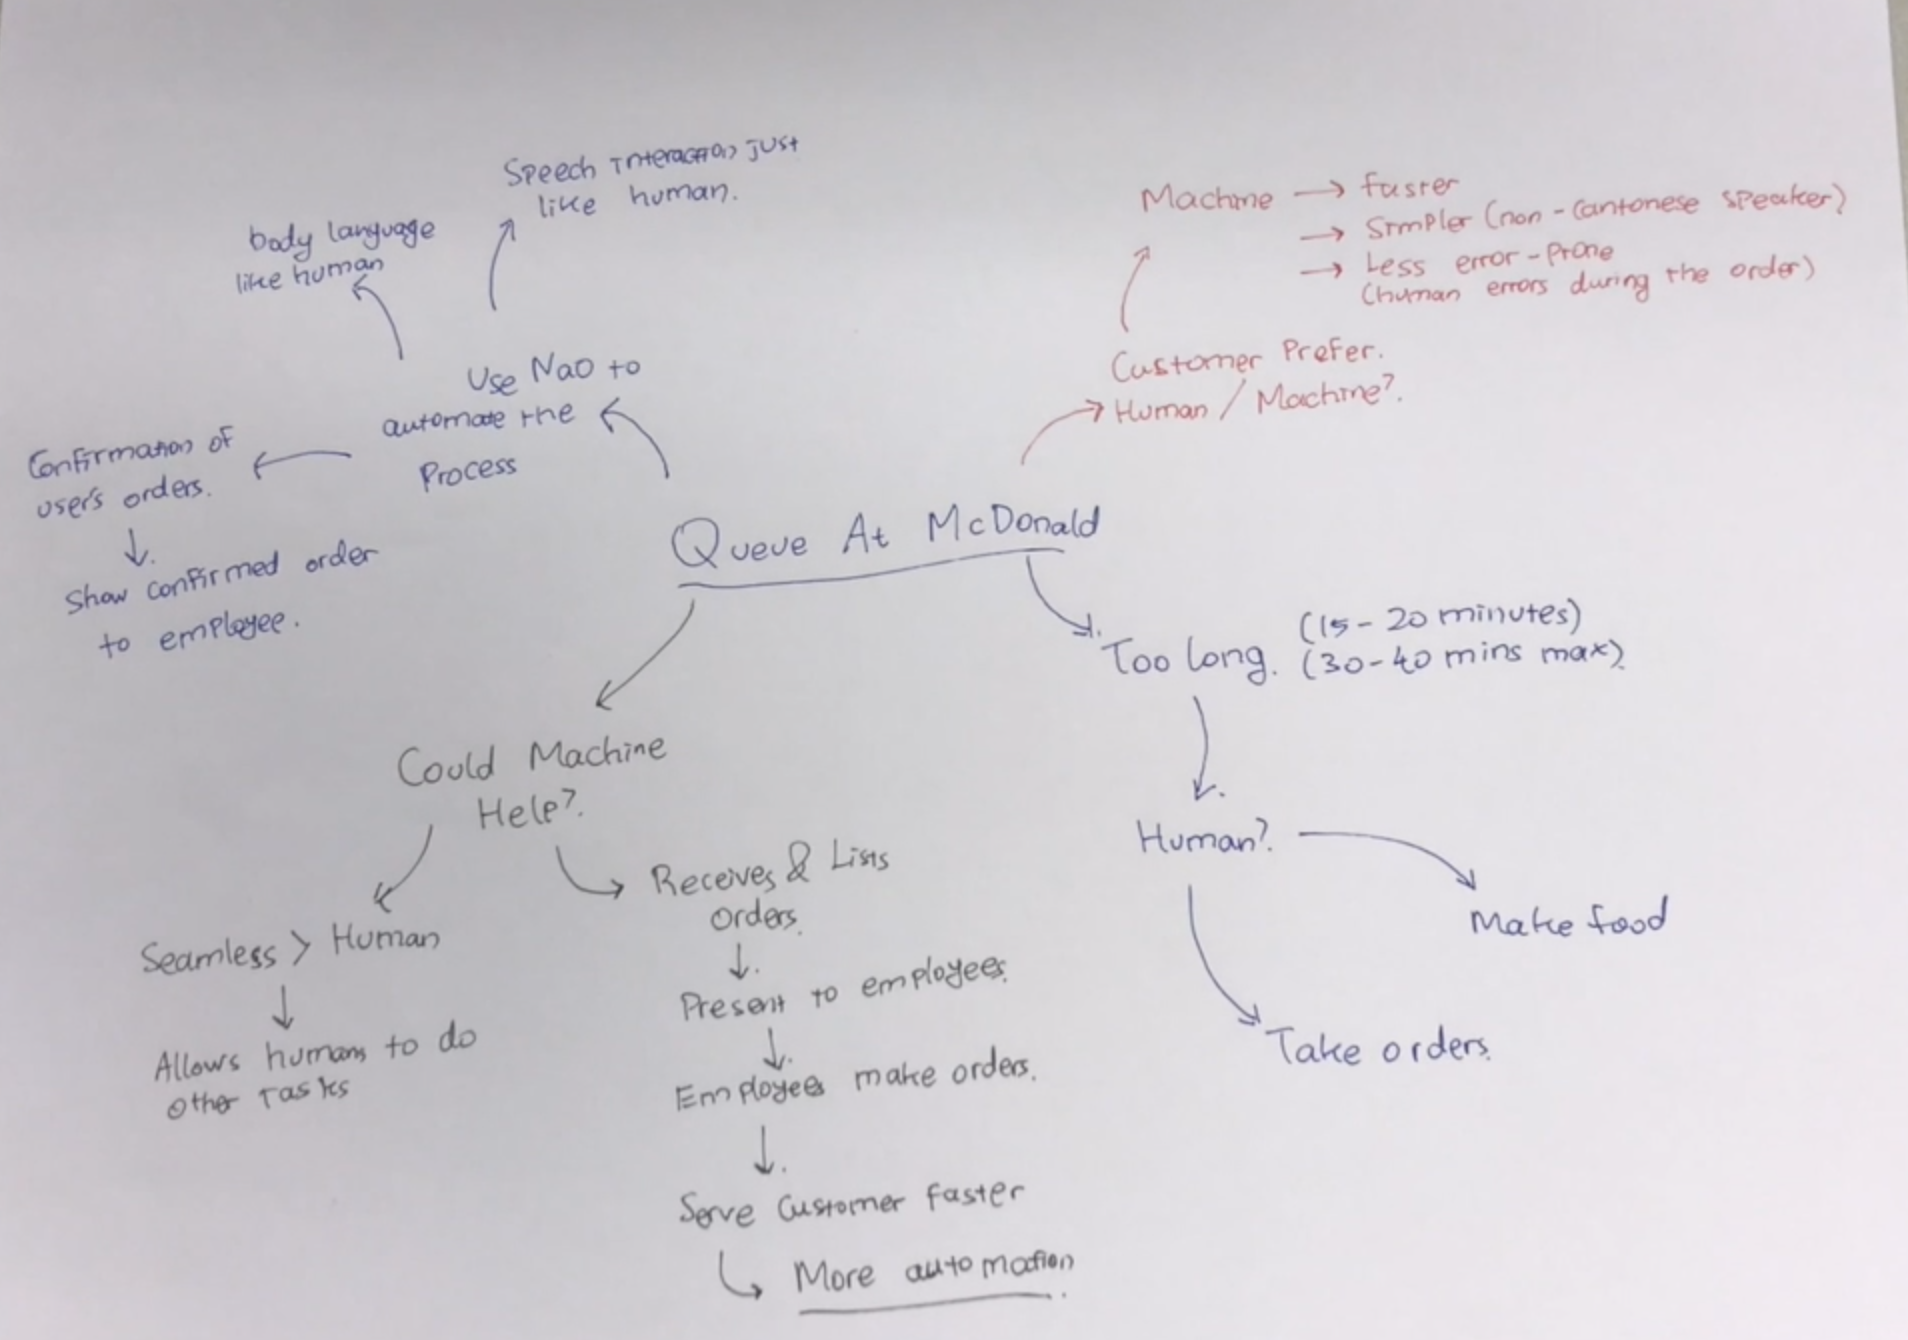 Speech Interaction just
like human.
body language
like human
Use Nao to
automate the
Process
Confirmation of
user's orders.
Show confirmed order
to employee.
Machine → faster
→ Simpler (non-Cantonese speaker)
→ Less error-prone
(human errors during the order)
Customer Prefer.
Human / Machine?.
Queue At McDonald
Too long. (15-20 minutes)
(30-40 mins max).
Human?.
Make food
Take orders.
Could Machine
Help?.
Seamless > Human
Allows humans to do
other tasks
Receives & Lists
orders.
Present to employees.
Employees make orders.
Serve Customer faster
More automation.